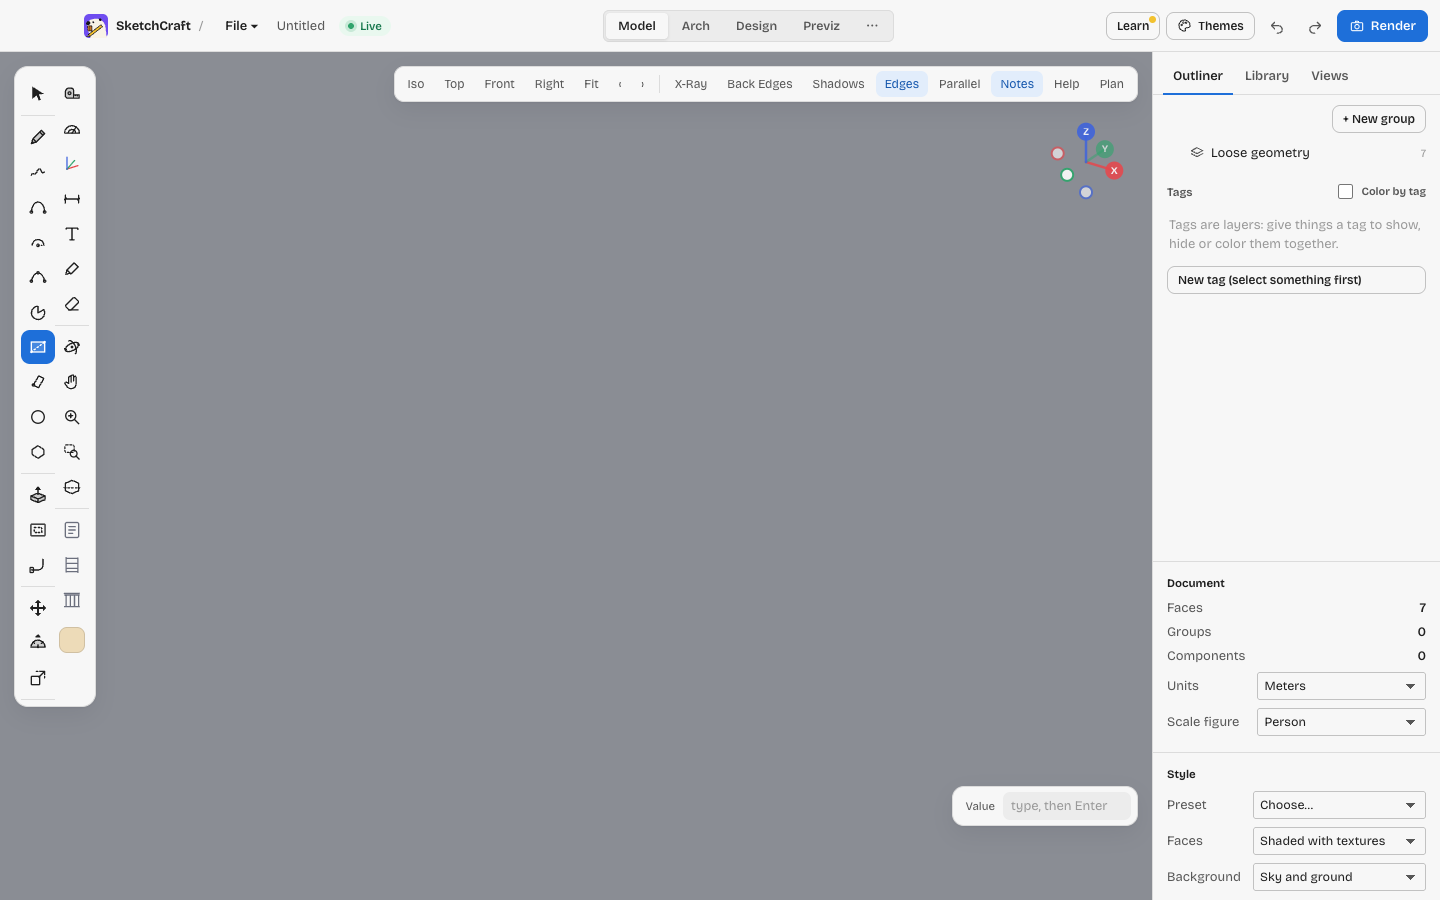 SketchCraft / File Untitled Live
Model Arch Design Previz ···
Learn Themes Render
Iso Top Front Right Fit ‹ › X-Ray Back Edges Shadows Edges Parallel Notes Help Plan
Z
Y
X
Value type, then Enter
Outliner Library Views
+ New group
Loose geometry 7
Tags Color by tag
Tags are layers: give things a tag to show,
hide or color them together.
New tag (select something first)
Document
Faces 7
Groups 0
Components 0
Units Meters
Scale figure Person
Style
Preset Choose...
Faces Shaded with textures
Background Sky and ground